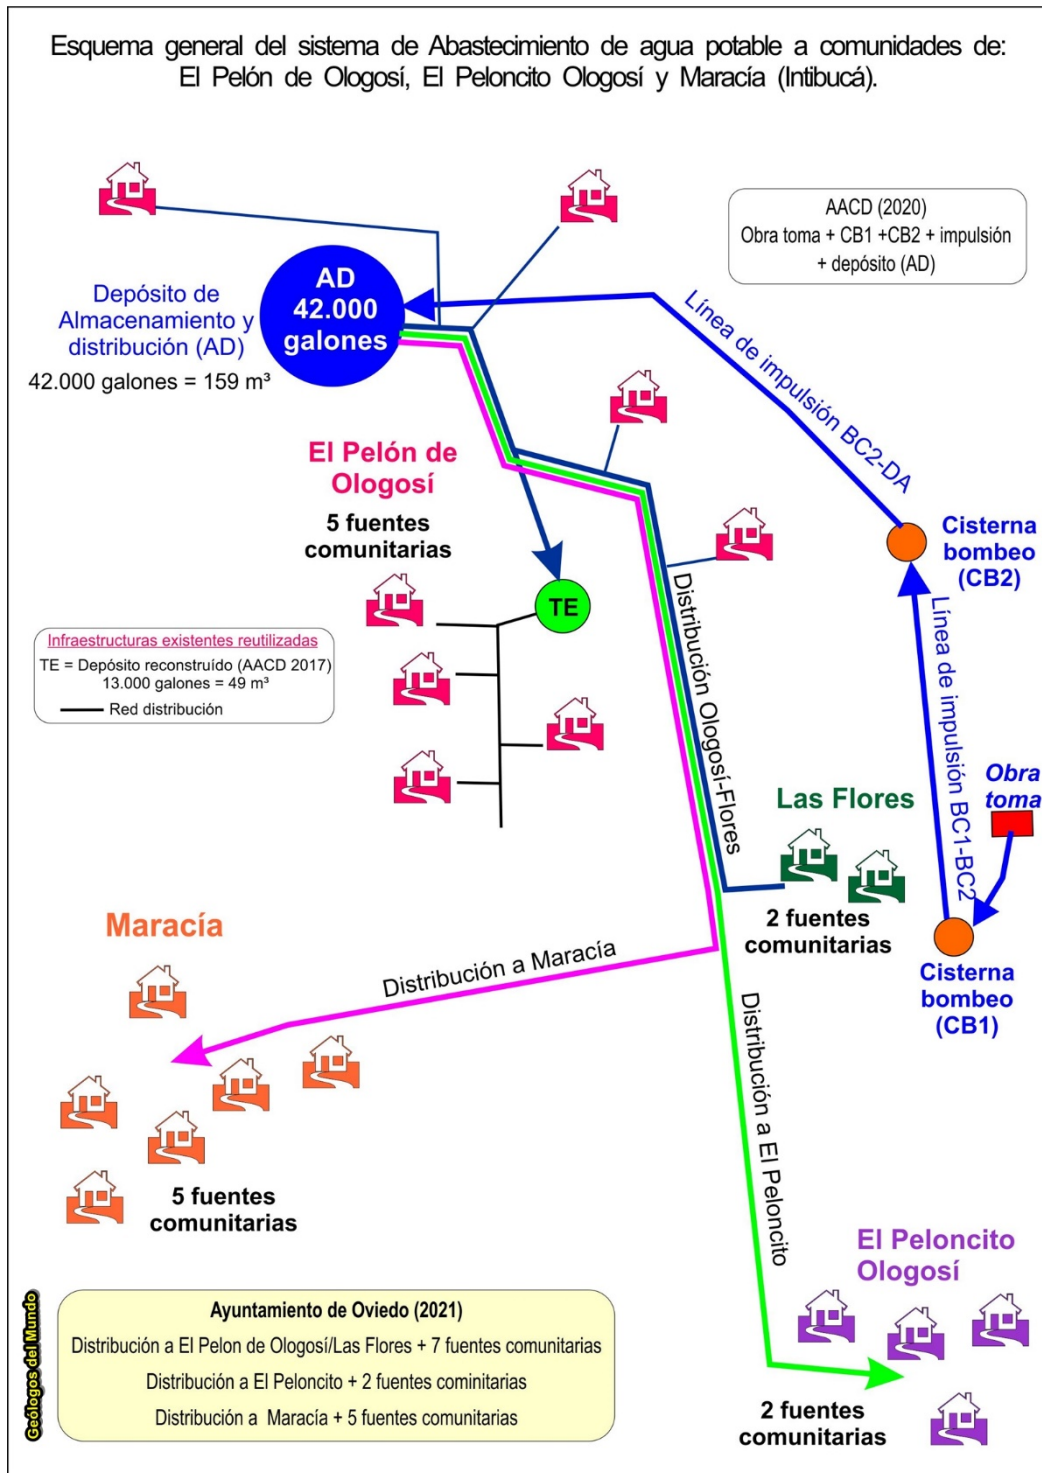 Esquema general del sistema de Abastecimiento de agua potable a comunidades de:
El Pelón de Ologosí, El Peloncito Ologosí y Maracía (Intibucá).
AACD (2020)
Obra toma + CB1 +CB2 + impulsión
+ depósito (AD)
AD
42.000
galones
Depósito de
Almacenamiento y
distribución (AD)
42.000 galones = 159 m³
Línea de impulsión BC2-DA
El Pelón de
Ologosí
5 fuentes
comunitarias
Cisterna
bombeo
(CB2)
TE
Infraestructuras existentes reutilizadas
TE = Depósito reconstruído (AACD 2017)
13.000 galones = 49 m³
Red distribución
Distribución Ologosí-Flores
Línea de impulsión BC1-BC2
Obra
toma
Las Flores
2 fuentes
comunitarias
Cisterna
bombeo
(CB1)
Maracía
Distribución a Maracía
Distribución a El Peloncito
5 fuentes
comunitarias
El Peloncito
Ologosí
2 fuentes
comunitarias
Geólogos del Mundo
Ayuntamiento de Oviedo (2021)
Distribución a El Pelon de Ologosí/Las Flores + 7 fuentes comunitarias
Distribución a El Peloncito + 2 fuentes cominitarias
Distribución a Maracía + 5 fuentes comunitarias